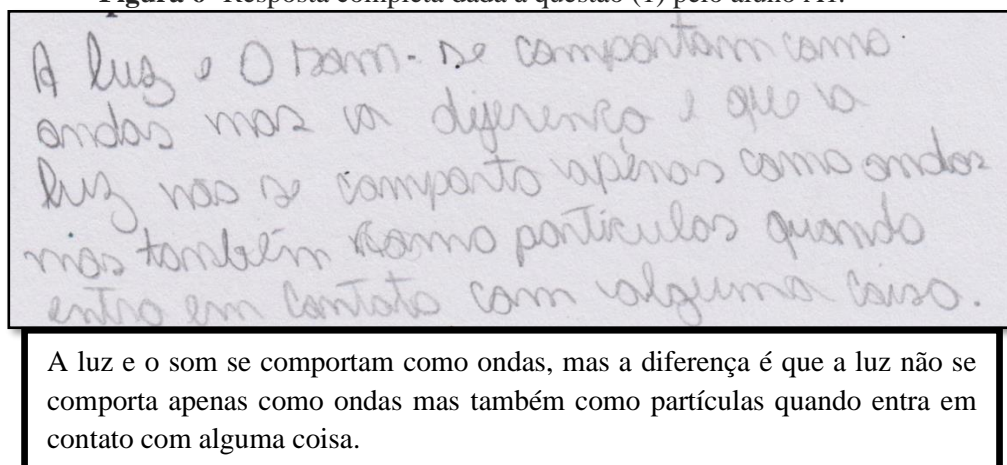 Figura 6- Resposta completa dada à questão (1) pelo aluno A1.
A luz e O som- se comportam como
ondas mas a diferença é que a
luz não se comporta apenas como ondas
mas também como partículas quando
entra em contato com alguma coisa.
A luz e o som se comportam como ondas, mas a diferença é que a luz não se
comporta apenas como ondas mas também como partículas quando entra em
contato com alguma coisa.